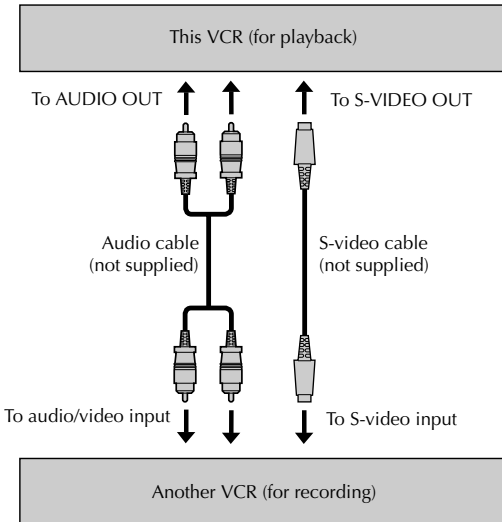 This VCR (for playback)
To AUDIO OUT
To S-VIDEO OUT
Audio cable
(not supplied)
S-video cable
(not supplied)
To audio/video input
To S-video input
Another VCR (for recording)